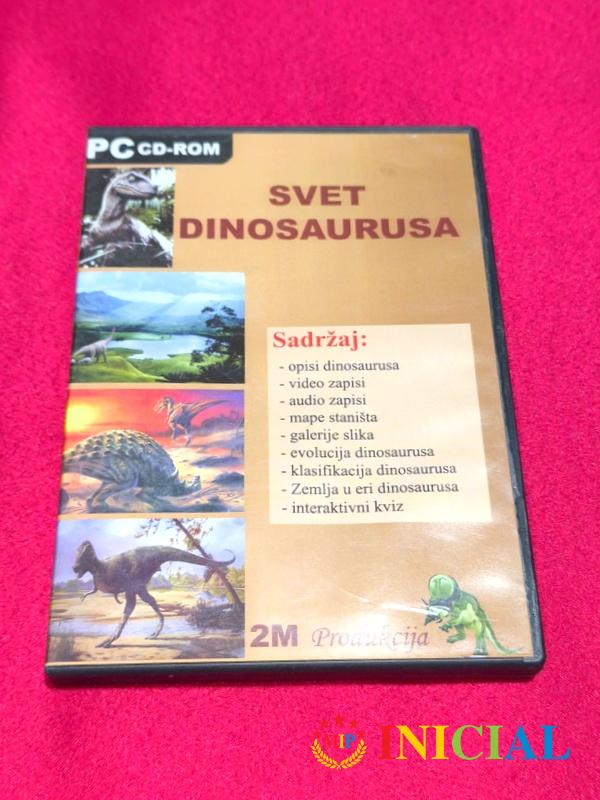 PC CD-ROM
SVET
DINOSAURUSA
Sadržaj:
- opisi dinosaurusa
- video zapisi
- audio zapisi
- mape staništa
- galerije slika
- evolucija dinosaurusa
- klasifikacija dinosaurusa
- Zemlja u eri dinosaurusa
- interaktivni kviz
2M Produkcija
VIP INICIAL